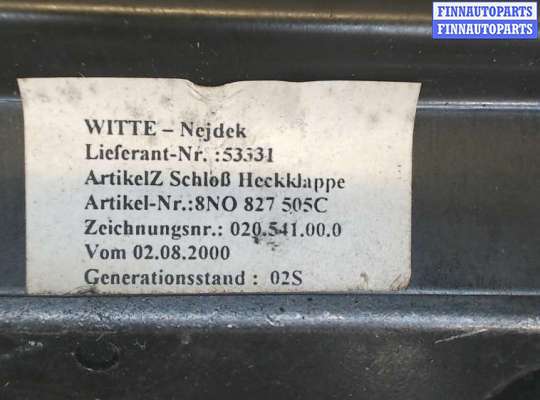 FINNAUTOPARTS
FINNAUTOPARTS
WITTE – Nejdek
Lieferant-Nr. :53331
ArtikelZ Schloß Heckklappe
Artikel-Nr.:8NO 827 505C
Zeichnungsnr.: 020.541.00.0
Vom 02.08.2000
Generationsstand : 02S